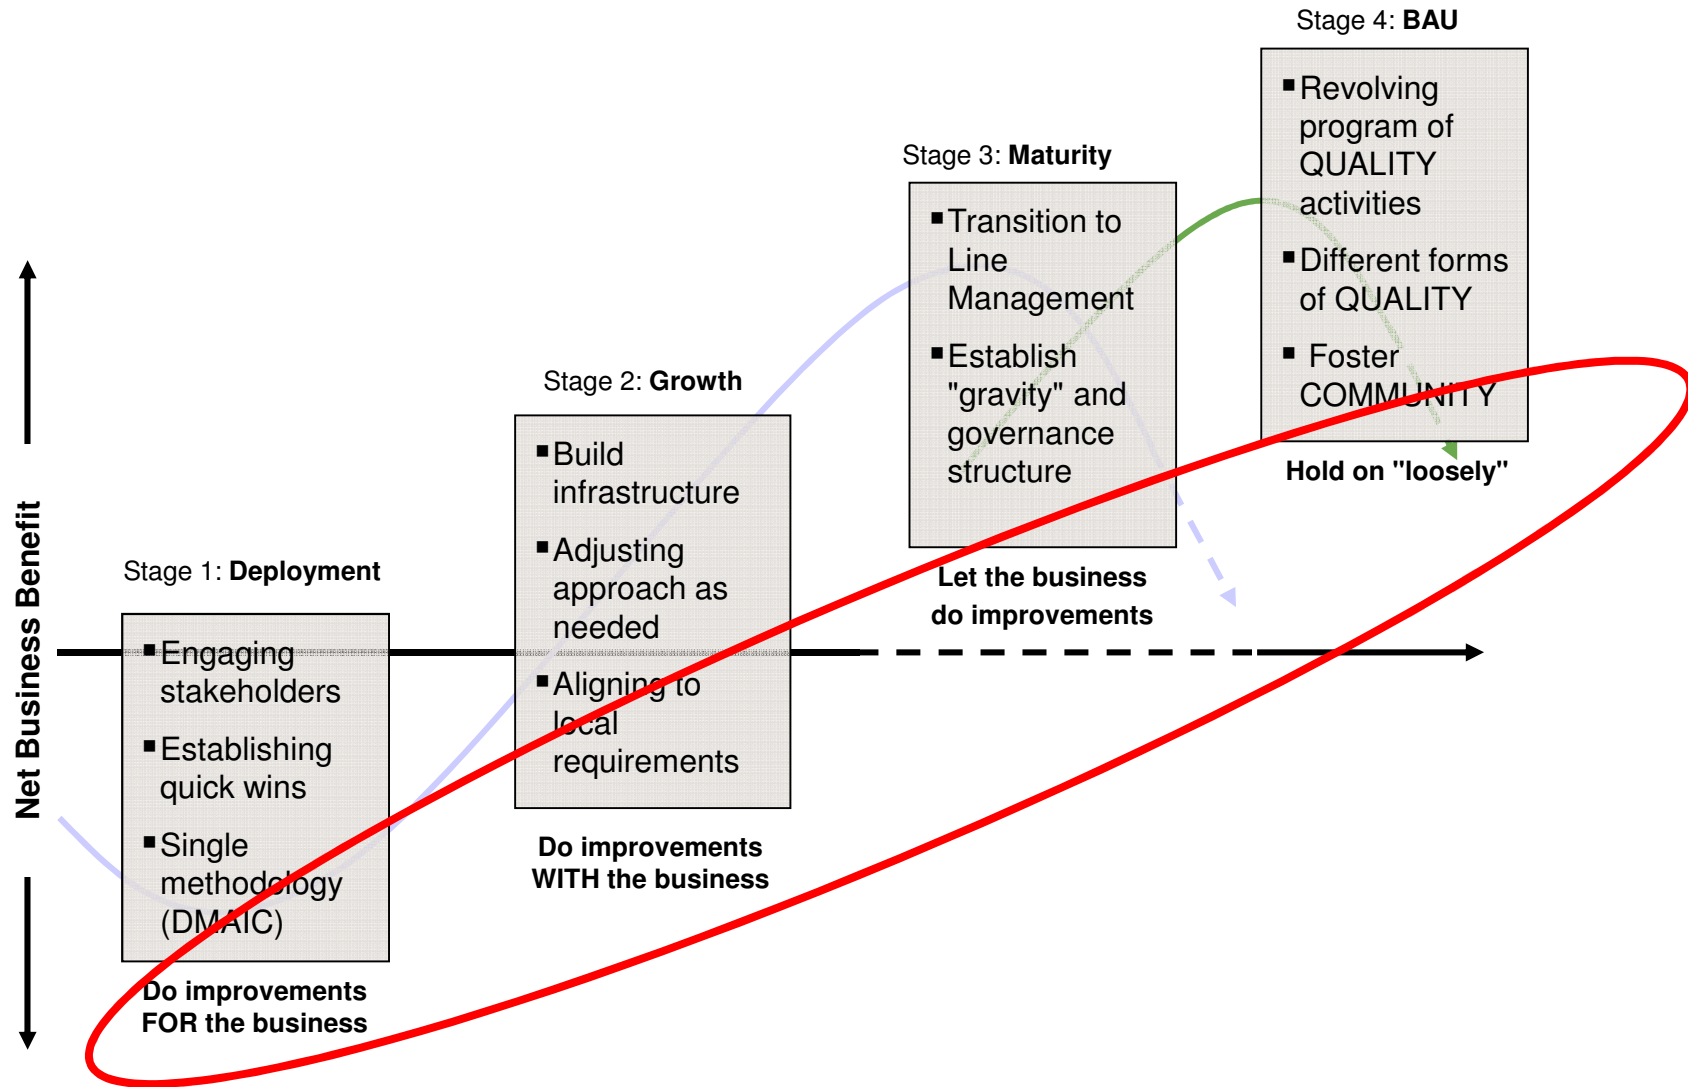 Stage 4: BAU
▪ Revolving
program of
QUALITY
activities
▪ Different forms
of QUALITY
▪ Foster
COMMUNITY
Hold on "loosely"
Stage 3: Maturity
▪ Transition to
Line
Management
▪ Establish
"gravity" and
governance
structure
Let the business
do improvements
Stage 2: Growth
▪ Build
infrastructure
▪ Adjusting
approach as
needed
▪ Aligning to
local
requirements
Do improvements
WITH the business
Stage 1: Deployment
▪ Engaging
stakeholders
▪ Establishing
quick wins
▪ Single
methodology
(DMAIC)
Do improvements
FOR the business
Net Business Benefit